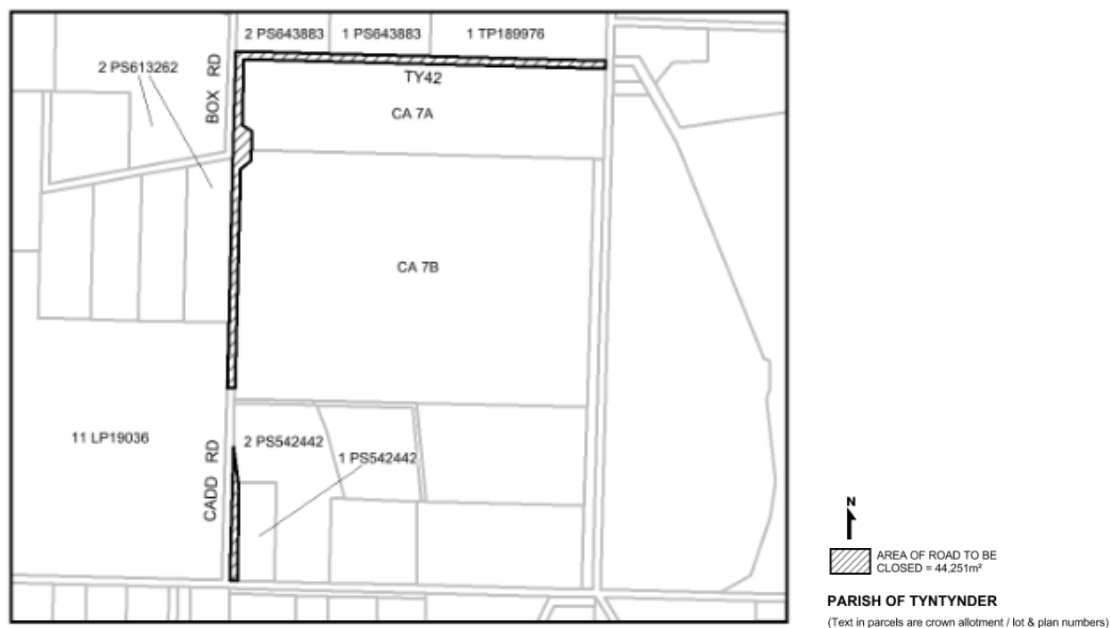 2 PS643883
1 PS643883
1 TP189976
2 PS613262
BOX RD
TY42
CA 7A
CA 7B
11 LP19036
CADD RD
2 PS542442
1 PS542442
N
AREA OF ROAD TO BE
CLOSED = 44,251m²
PARISH OF TYNTYNDER
(Text in parcels are crown allotment / lot & plan numbers)